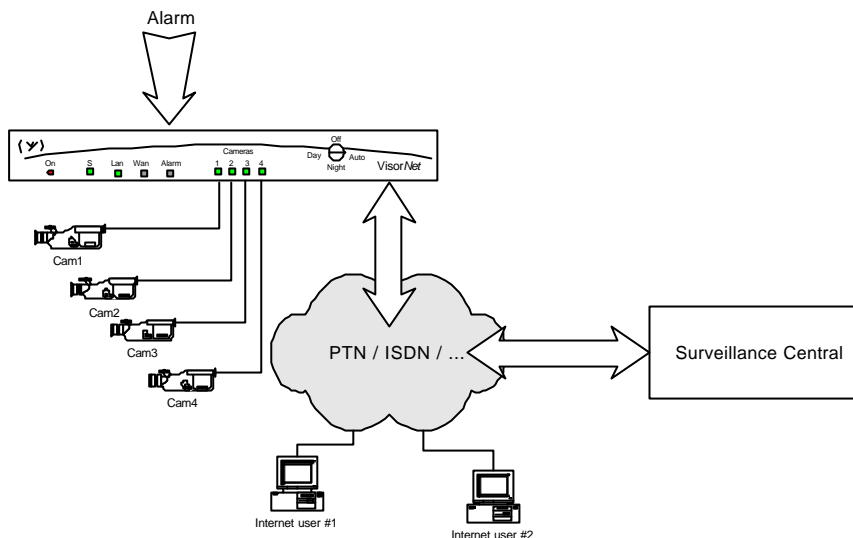 Alarm
Cameras
Off
Day
Auto
Night
On
S
Lan
Wan
Alarm
1
2
3
4
VisorNet
Cam1
Cam2
Cam3
Cam4
PTN / ISDN / ...
Surveillance Central
Internet user #1
Internet user #2